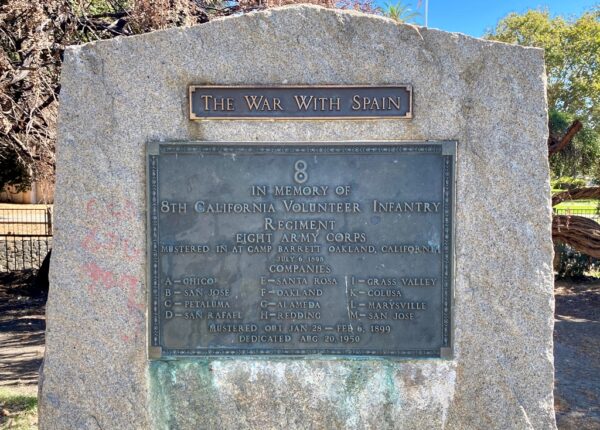 THE WAR WITH SPAIN
8
IN MEMORY OF
8TH CALIFORNIA VOLUNTEER INFANTRY
REGIMENT
EIGHT ARMY CORPS
MUSTERED IN AT CAMP BARRETT, OAKLAND, CALIFORNIA
JULY 6, 1898
COMPANIES
A-CHICO E-SANTA ROSA I-GRASS VALLEY
B-SAN JOSE F-OAKLAND K-COLUSA
C-PETALUMA G-ALAMEDA L-MARYSVILLE
D-SAN RAFAEL H-REDDING M-SAN JOSE
MUSTERED OUT JAN 28 - FEB 6, 1899
DEDICATED AUG 20 1950